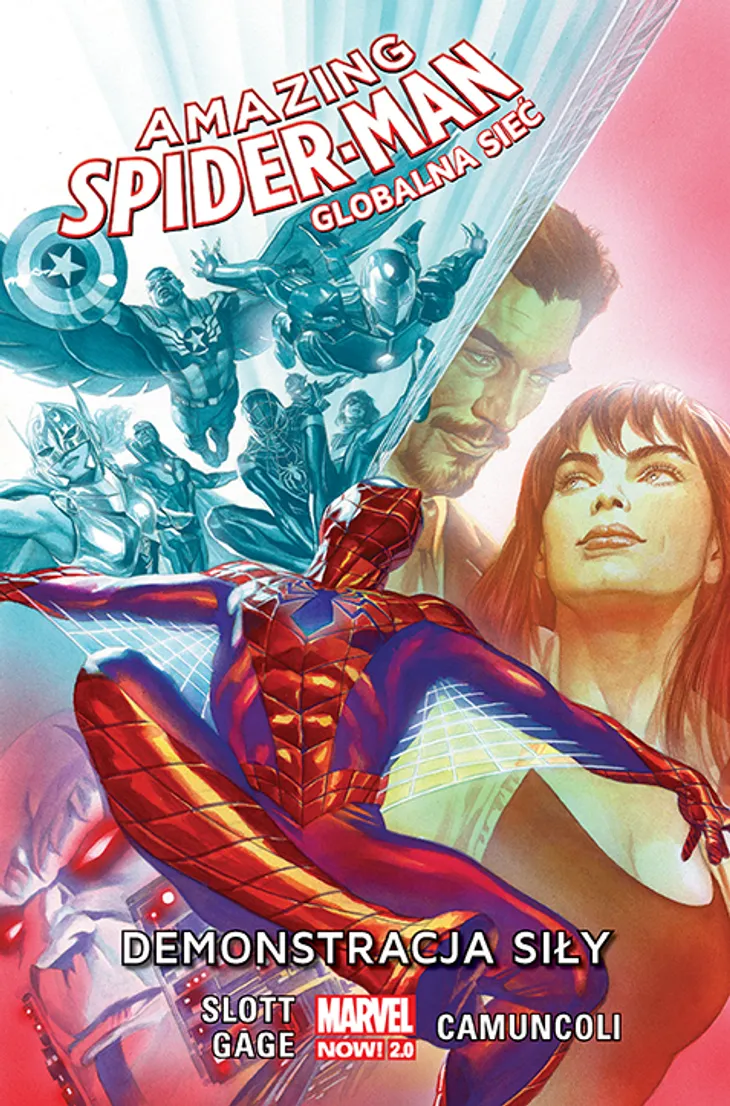 AMAZING
SPIDER-MAN
GLOBALNA SIEĆ
DEMONSTRACJA SIŁY
SLOTT
GAGE
MARVEL
NOW! 2.0
CAMUNCOLI